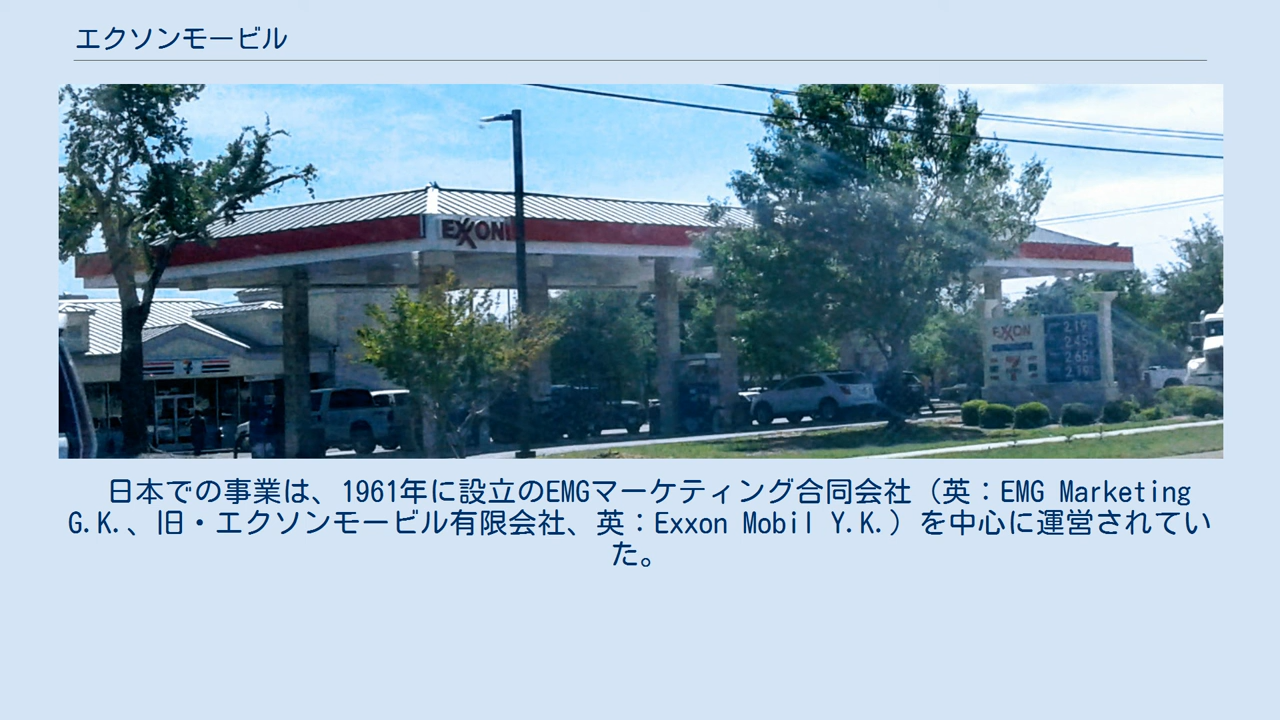 エクソンモービル
EXXON
EXXON
7
2.19
2.45
2.65
2.19
日本での事業は、1961年に設立のEMGマーケティング合同会社（英：EMG Marketing
G.K.、旧・エクソンモービル有限会社、英：Exxon Mobil Y.K.）を中心に運営されてい
た。